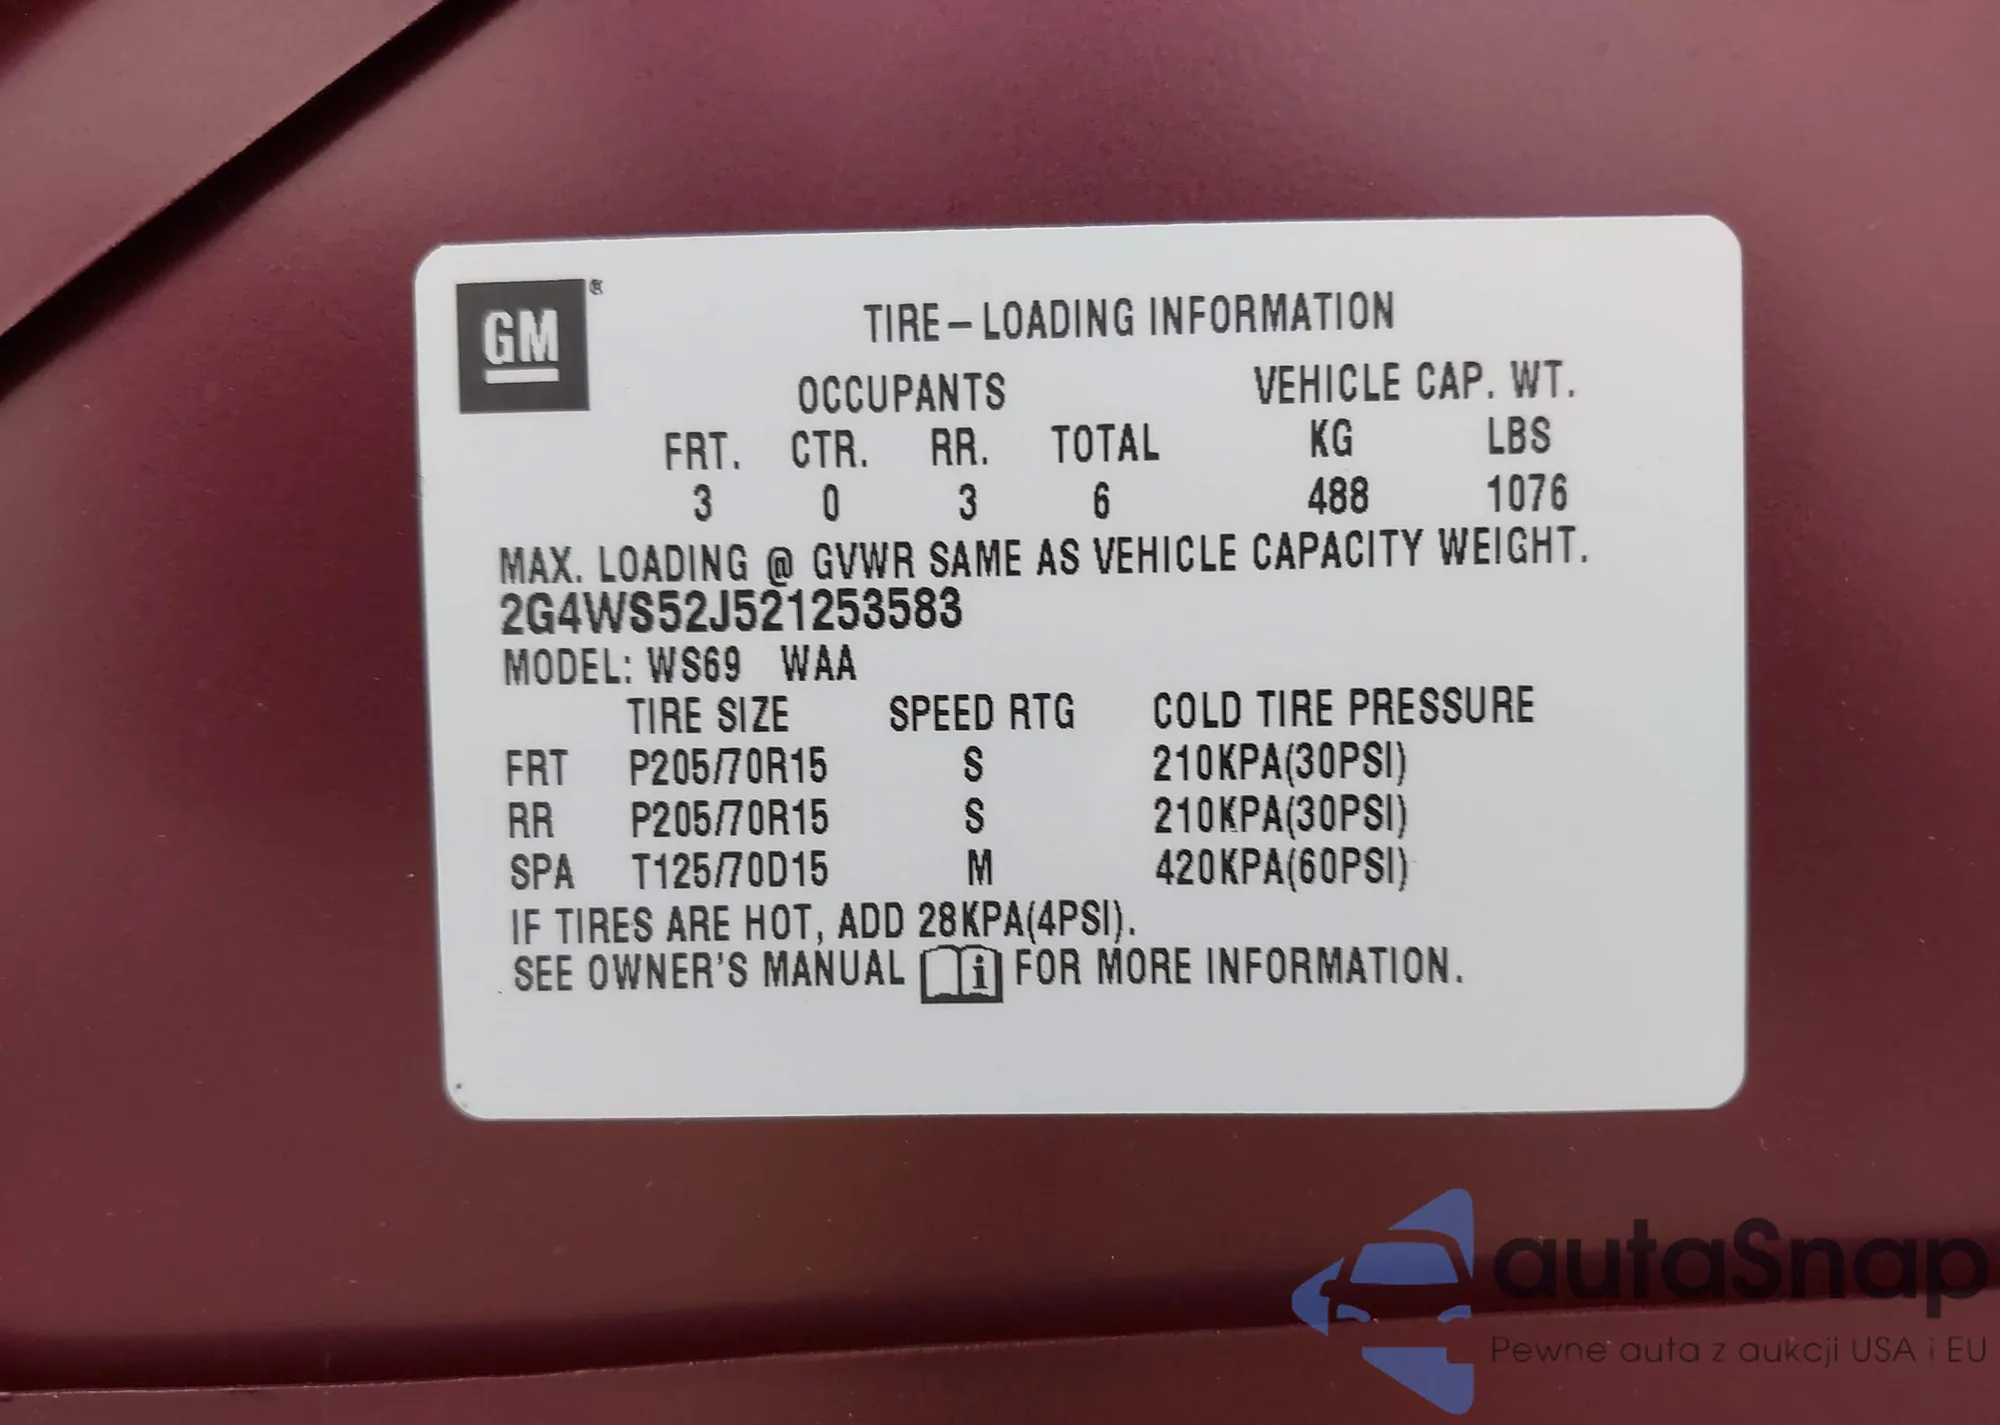 GM ®
TIRE – LOADING INFORMATION
OCCUPANTS VEHICLE CAP. WT.
FRT. CTR. RR. TOTAL KG LBS
3 0 3 6 488 1076
MAX. LOADING @ GVWR SAME AS VEHICLE CAPACITY WEIGHT.
2G4WS52J521253583
MODEL: WS69 WAA
TIRE SIZE SPEED RTG COLD TIRE PRESSURE
FRT P205/70R15 S 210KPA(30PSI)
RR P205/70R15 S 210KPA(30PSI)
SPA T125/70D15 M 420KPA(60PSI)
IF TIRES ARE HOT, ADD 28KPA(4PSI).
SEE OWNER'S MANUAL i FOR MORE INFORMATION.
autaSnap
Pewne auta z aukcji USA i EU